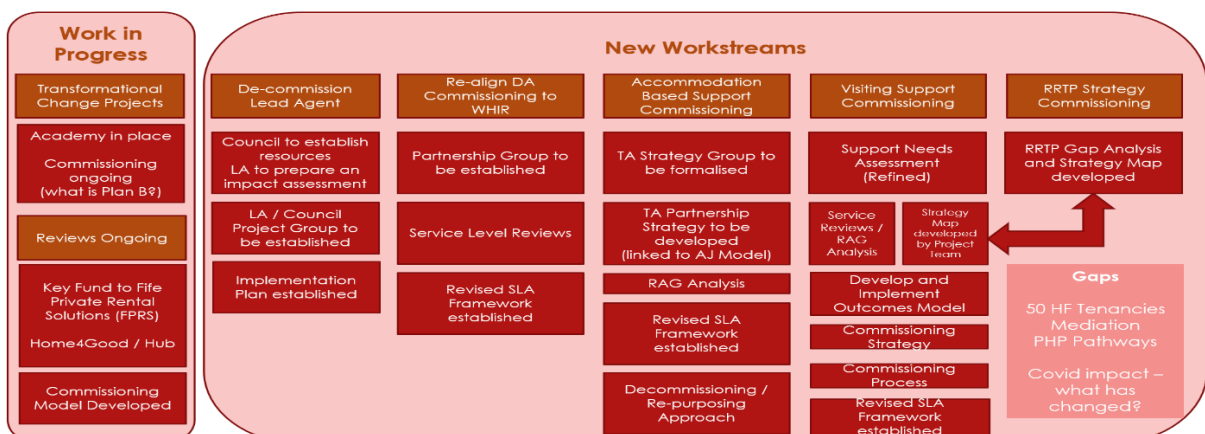 Work in
Progress
Transformational
Change Projects
Academy in place
Commissioning
ongoing
(what is Plan B?)
Reviews Ongoing
Key Fund to Fife
Private Rental
Solutions (FPRS)
Home4Good / Hub
Commissioning
Model Developed
New Workstreams
De-commission
Lead Agent
Council to establish
resources
LA to prepare an
impact assessment
LA / Council
Project Group to
be established
Implementation
Plan established
Re-align DA
Commissioning to
WHIR
Partnership Group to
be established
Service Level Reviews
Revised SLA
Framework
established
Accommodation
Based Support
Commissioning
TA Strategy Group to
be formalised
TA Partnership
Strategy to be
developed
(linked to AJ Model)
RAG Analysis
Revised SLA
Framework
established
Decommissioning /
Re-purposing
Approach
Visiting Support
Commissioning
Support Needs
Assessment
(Refined)
Service
Reviews /
RAG
Analysis
Strategy
Map
developed
by Project
Team
Develop and
Implement
Outcomes Model
Commissioning
Strategy
Commissioning
Process
Revised SLA
Framework
established
RRTP Strategy
Commissioning
RRTP Gap Analysis
and Strategy Map
developed
Gaps
50 HF Tenancies
Mediation
PHP Pathways
Covid impact –
what has
changed?